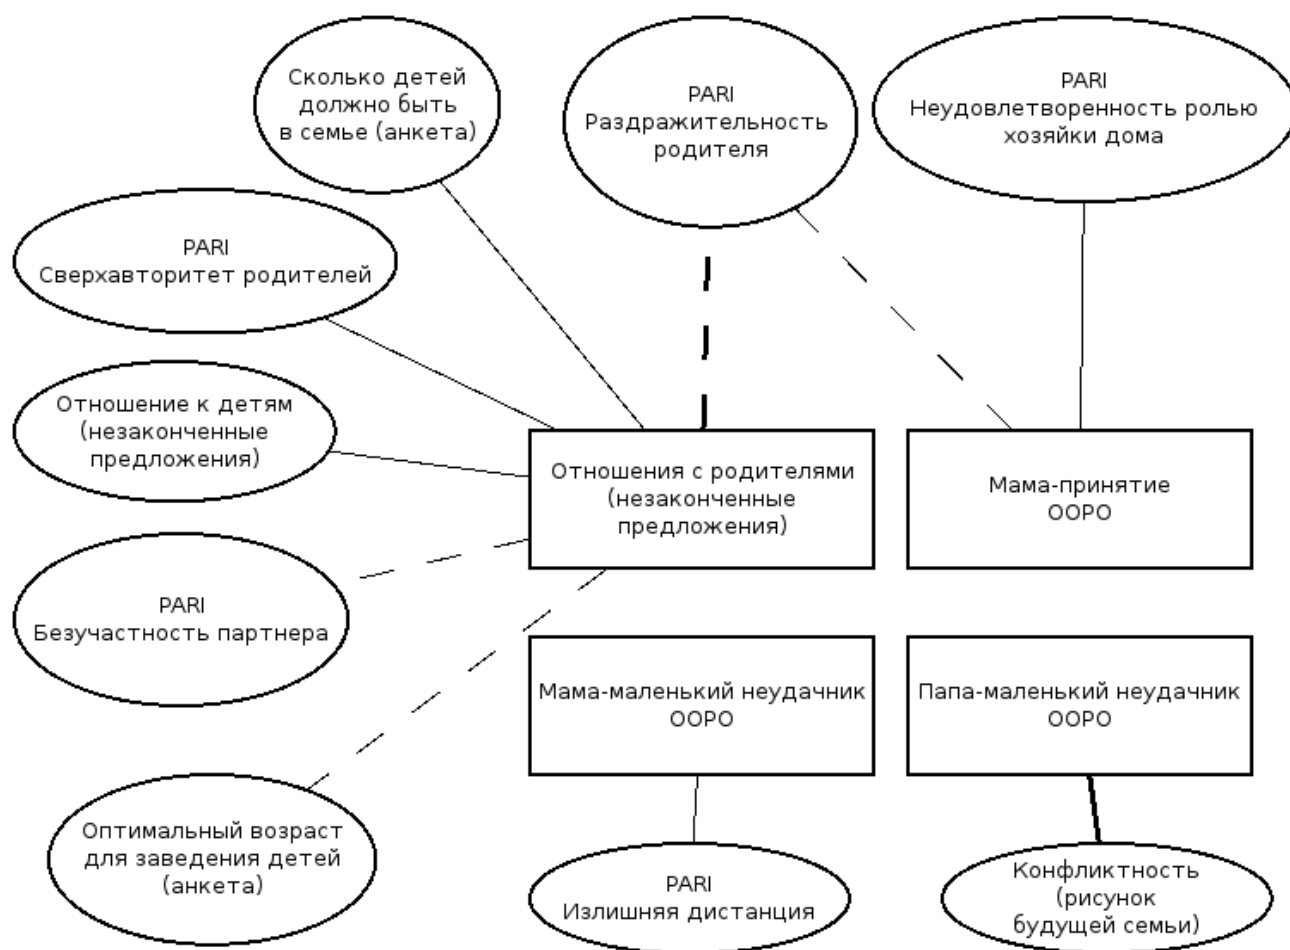 Сколько детей
должно быть
в семье (анкета)
PARI
Раздражительность
родителя
PARI
Неудовлетворенность ролью
хозяйки дома
PARI
Сверхавторитет родителей
Отношение к детям
(незаконченные
предложения)
Отношения с родителями
(незаконченные
предложения)
Мама-принятие
ООРО
PARI
Безучастность партнера
Мама-маленький неудачник
ООРО
Папа-маленький неудачник
ООРО
Оптимальный возраст
для заведения детей
(анкета)
PARI
Излишняя дистанция
Конфликтность
(рисунок
будущей семьи)